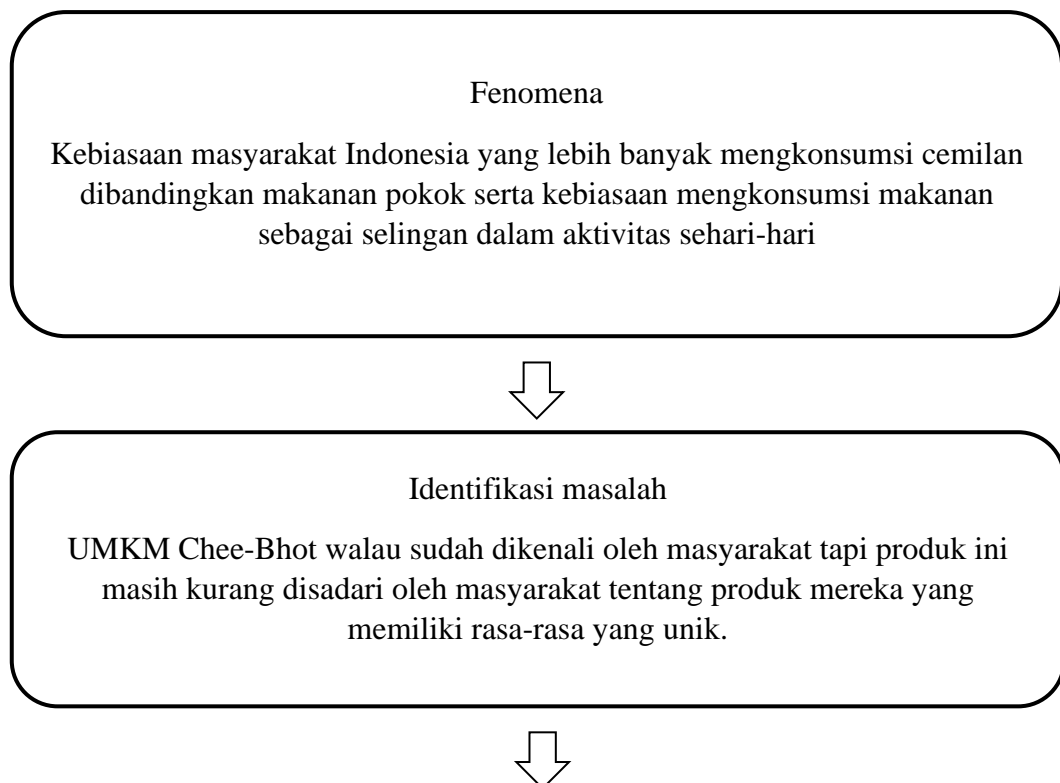 Fenomena
Kebiasaan masyarakat Indonesia yang lebih banyak mengkonsumsi cemilan
dibandingkan makanan pokok serta kebiasaan mengkonsumsi makanan
sebagai selingan dalam aktivitas sehari-hari
Identifikasi masalah
UMKM Chee-Bhot walau sudah dikenali oleh masyarakat tapi produk ini
masih kurang disadari oleh masyarakat tentang produk mereka yang
memiliki rasa-rasa yang unik.